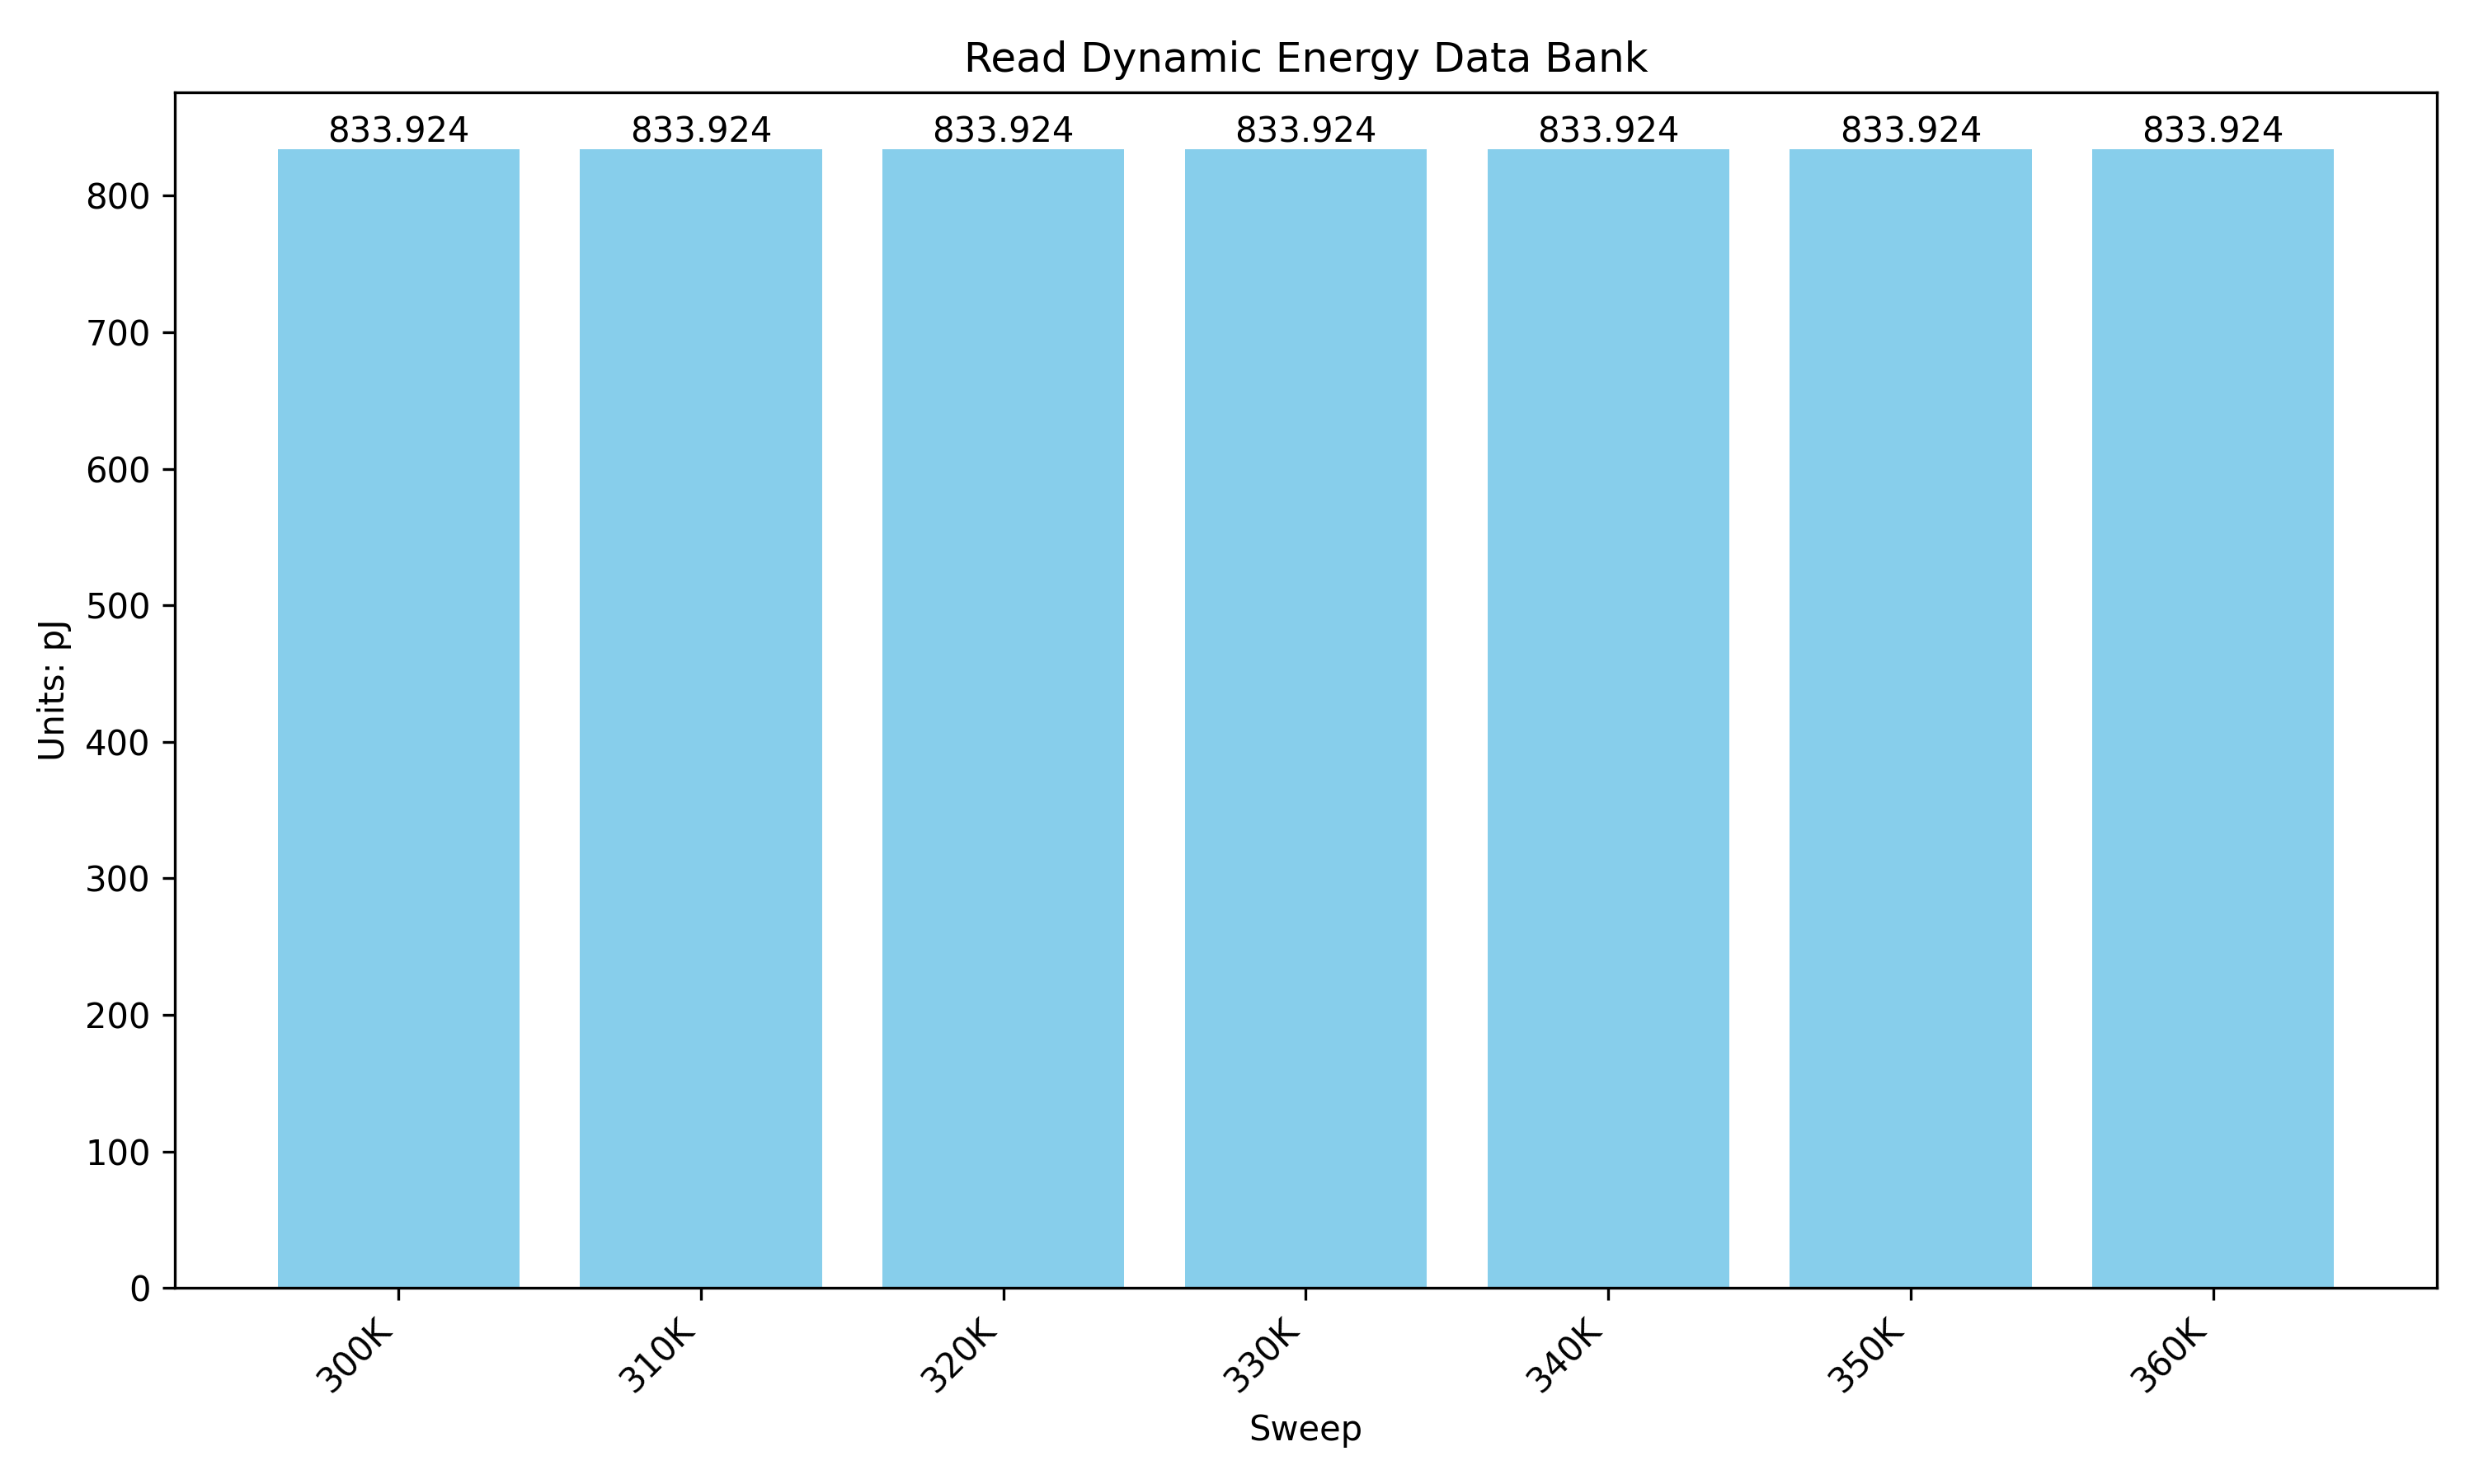 Read Dynamic Energy Data Bank
833.924 833.924 833.924 833.924 833.924 833.924 833.924
800
700
600
500
400
300
200
100
0
Units: pJ
300K 310K 320K 330K 340K 350K 360K
Sweep